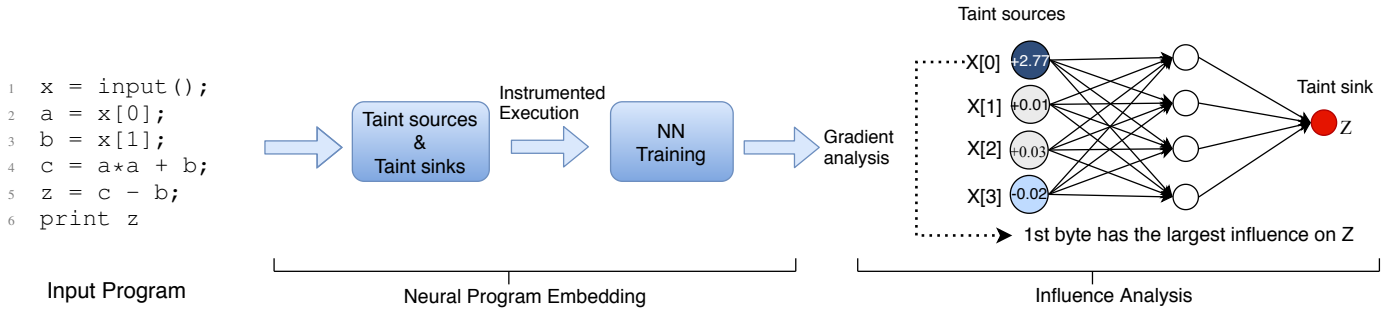 1 x = input();
2 a = x[0];
3 b = x[1];
4 c = a*a + b;
5 z = c - b;
6 print z
Input Program
Taint sources
&
Taint sinks
Instrumented
Execution
NN
Training
Neural Program Embedding
Gradient
analysis
Taint sources
X[0] +2.77
X[1] +0.01
X[2] +0.03
X[3] -0.02
Taint sink
Z
1st byte has the largest influence on Z
Influence Analysis